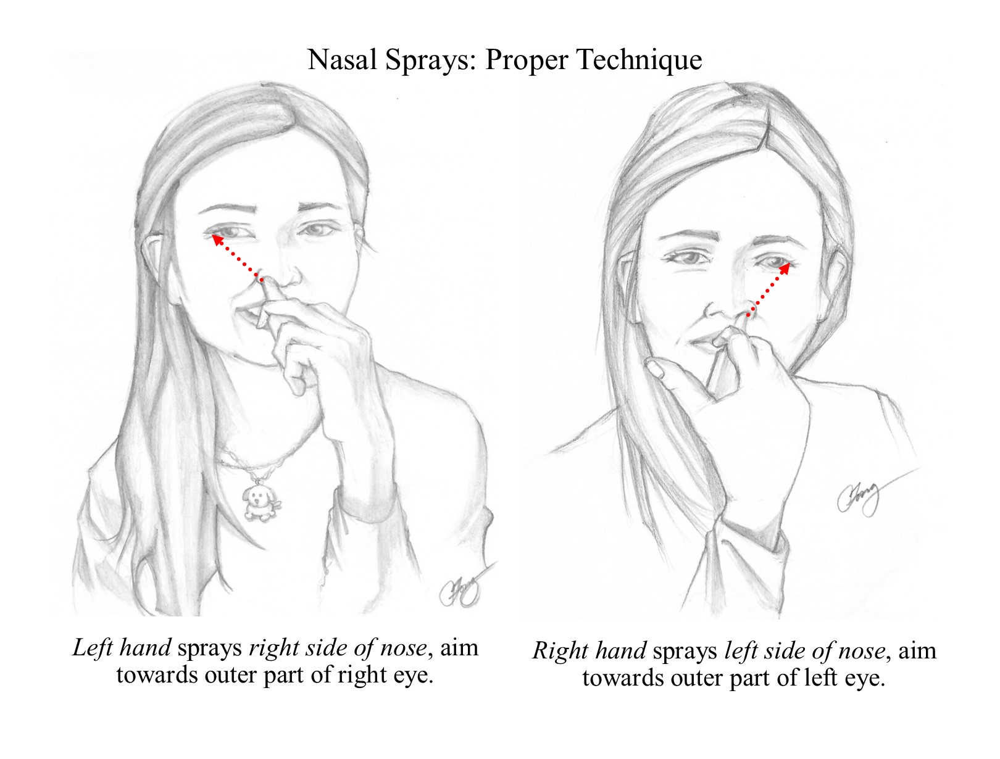 Nasal Sprays: Proper Technique
Left hand sprays right side of nose, aim
towards outer part of right eye.
Right hand sprays left side of nose, aim
towards outer part of left eye.